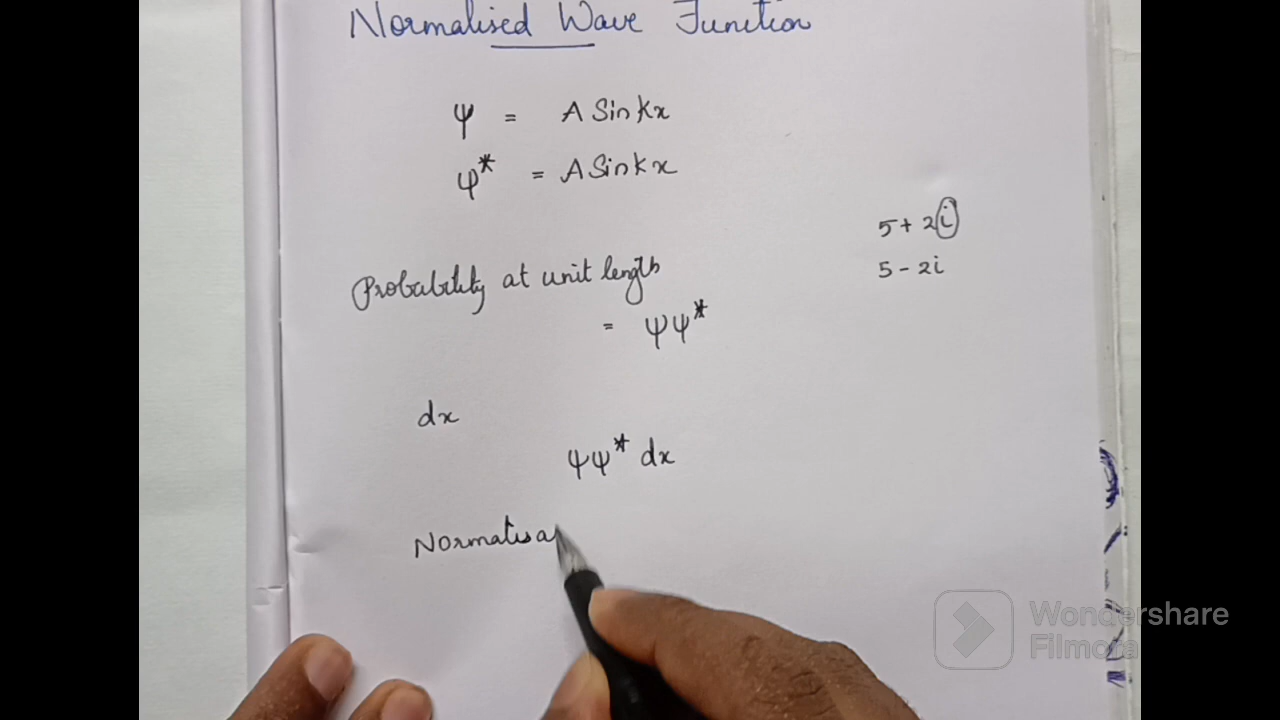 Normalised Wave Function
ψ = A Sin kx
ψ* = A Sin kx
5 + 2i
5 - 2i
Probability at unit length
= ψψ*
dx
ψψ* dx
Normalisa
Wondershare
Filmora